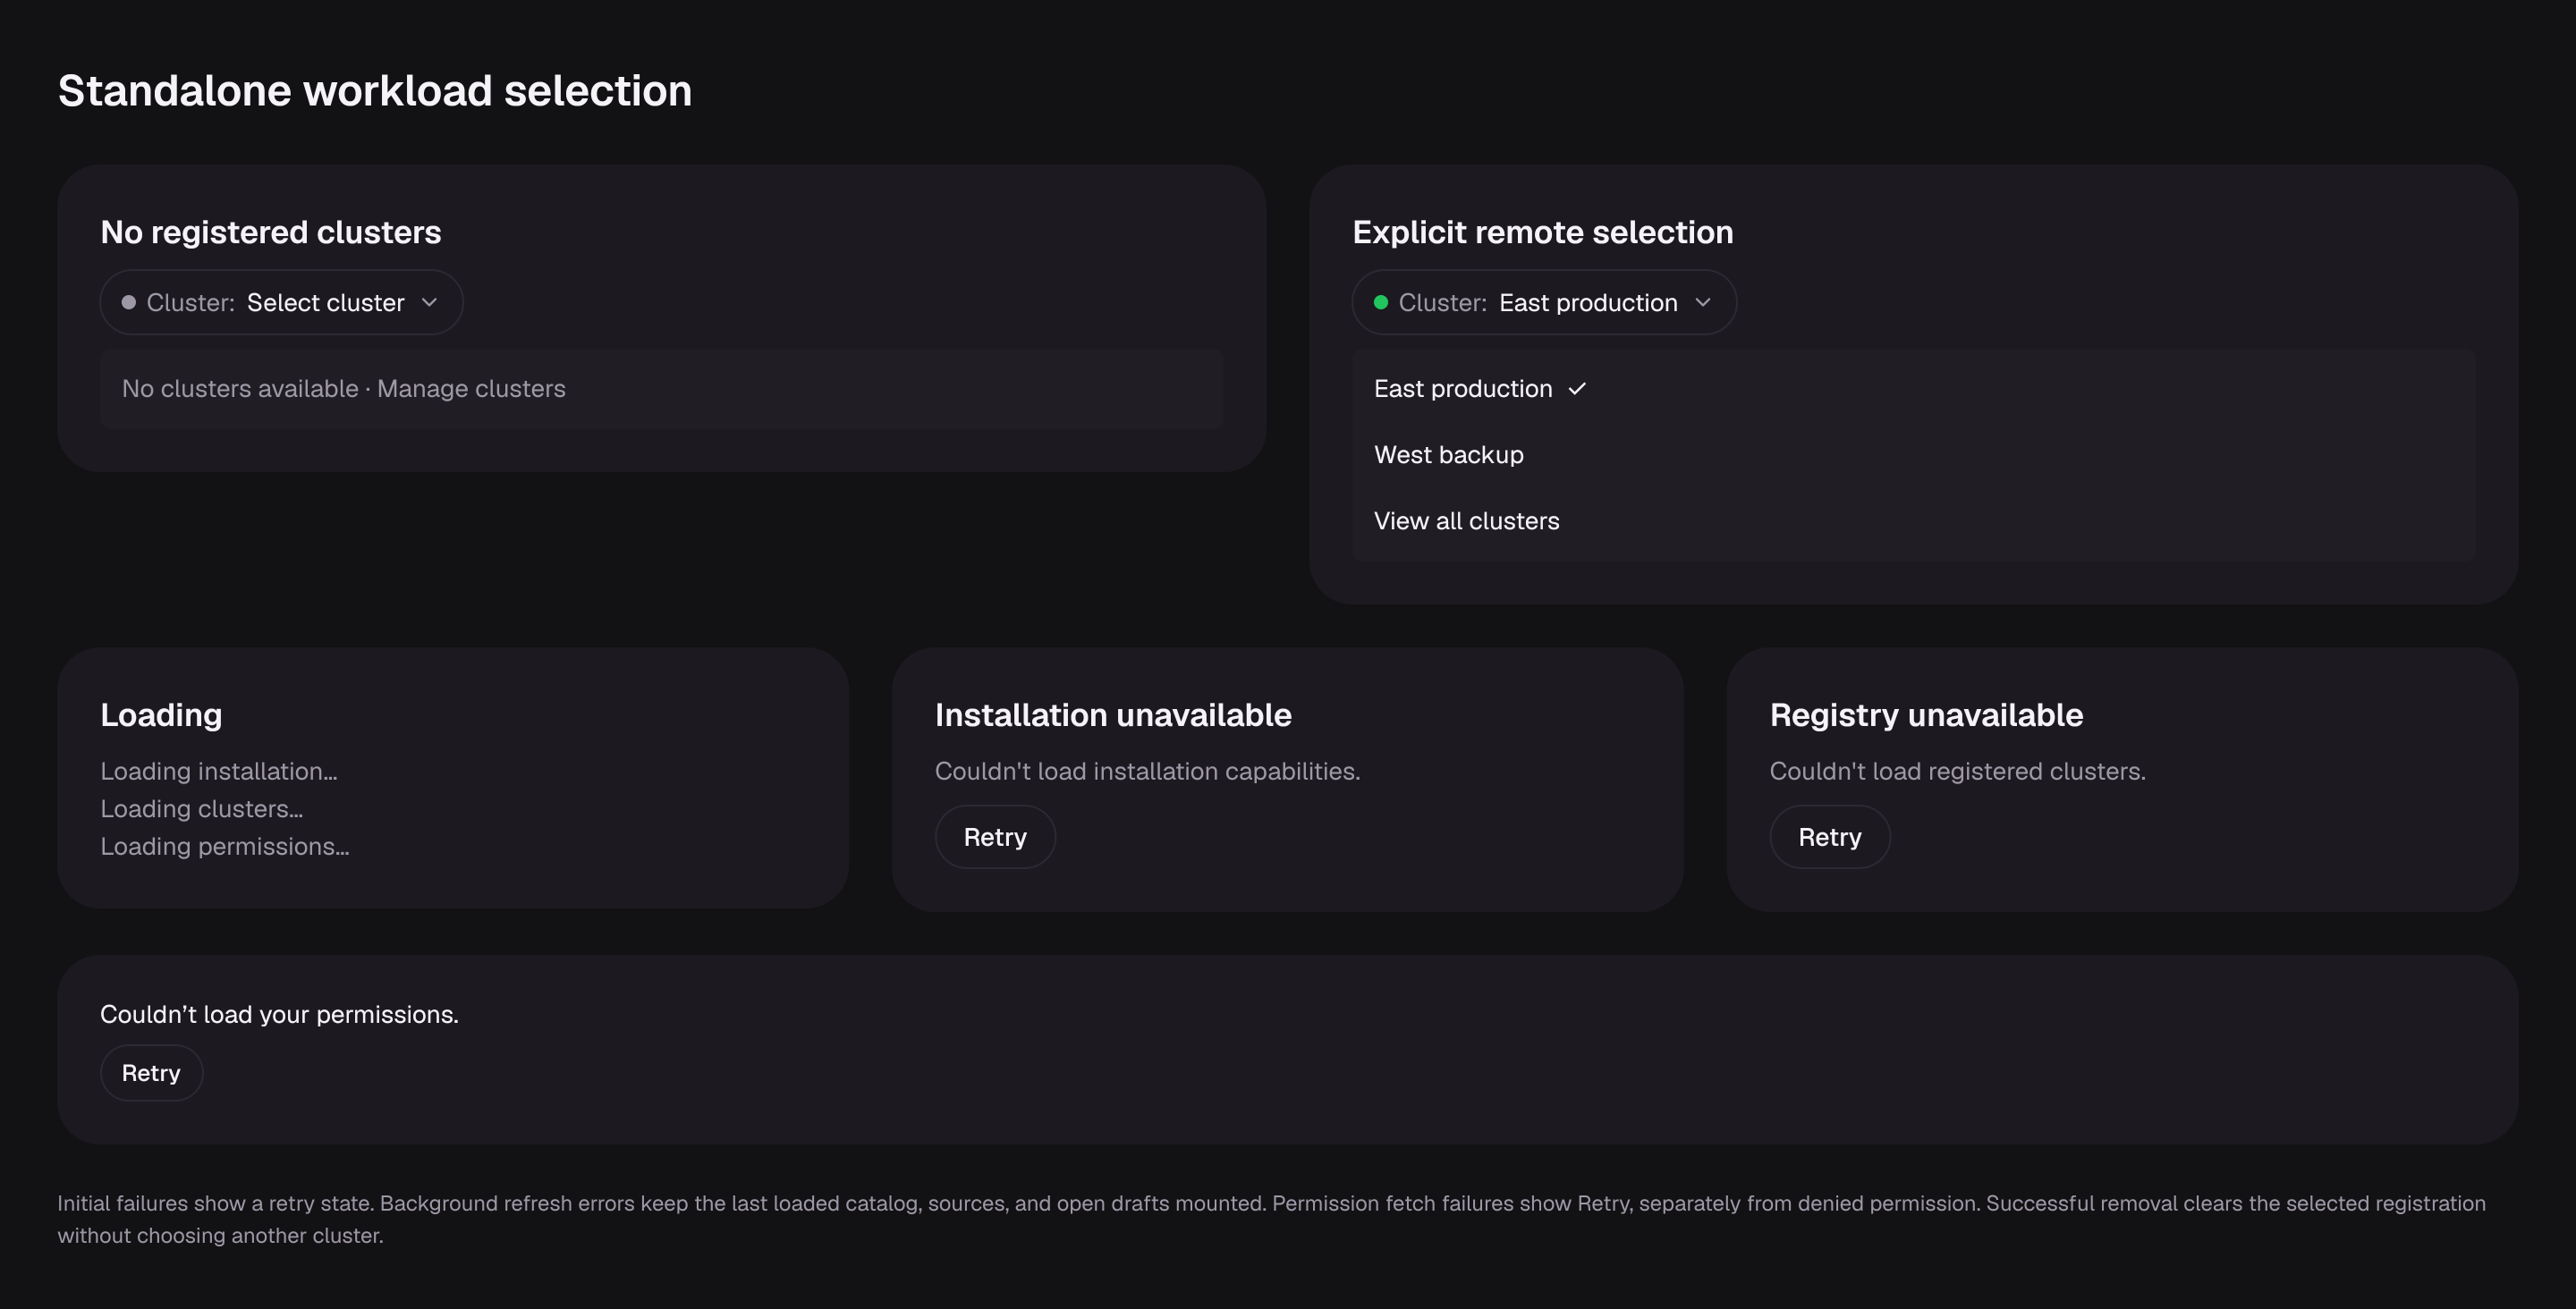 Standalone workload selection
No registered clusters
Cluster: Select cluster
No clusters available · Manage clusters
Explicit remote selection
Cluster: East production
East production
West backup
View all clusters
Loading
Loading installation…
Loading clusters…
Loading permissions…
Installation unavailable
Couldn't load installation capabilities.
Retry
Registry unavailable
Couldn't load registered clusters.
Retry
Couldn’t load your permissions.
Retry
Initial failures show a retry state. Background refresh errors keep the last loaded catalog, sources, and open drafts mounted. Permission fetch failures show Retry, separately from denied permission. Successful removal clears the selected registration
without choosing another cluster.